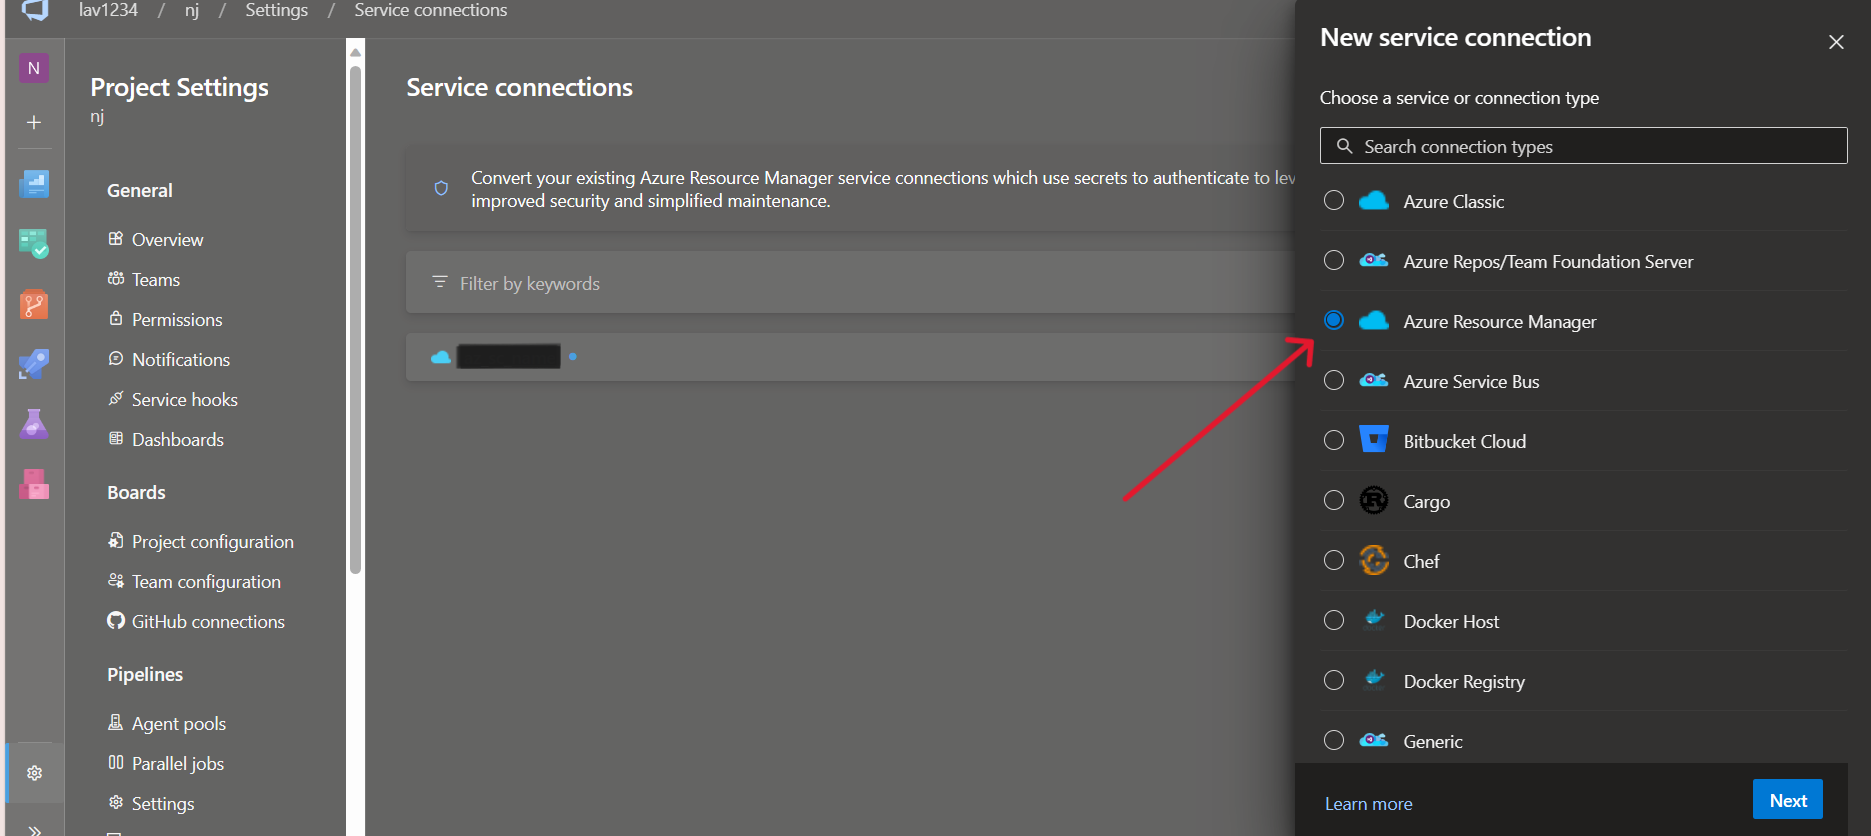 lav1234 / nj / Settings / Service connections
N
Project Settings
nj
General
Overview
Teams
Permissions
Notifications
Service hooks
Dashboards
Boards
Project configuration
Team configuration
GitHub connections
Pipelines
Agent pools
Parallel jobs
Settings
Service connections
Convert your existing Azure Resource Manager service connections which use secrets to authenticate to lev
improved security and simplified maintenance.
Filter by keywords
New service connection
Choose a service or connection type
Search connection types
Azure Classic
Azure Repos/Team Foundation Server
Azure Resource Manager
Azure Service Bus
Bitbucket Cloud
Cargo
Chef
Docker Host
Docker Registry
Generic
Learn more
Next